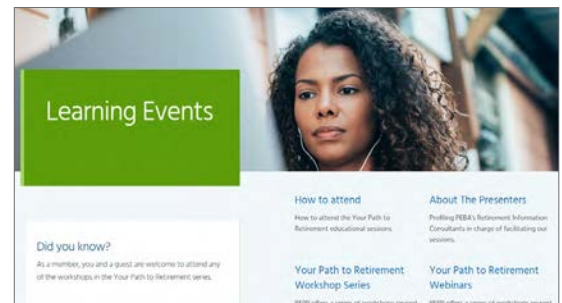 Learning Events
Did you know?
As a member, you and a guest are welcome to attend any
of the workshops in the Your Path to Retirement series.
How to attend
How to attend the Your Path to
Retirement educational sessions.
About The Presenters
Profiling PEBA's Retirement Information
Consultants in charge of facilitating our
sessions.
Your Path to Retirement
Workshop Series
Your Path to Retirement
Webinars